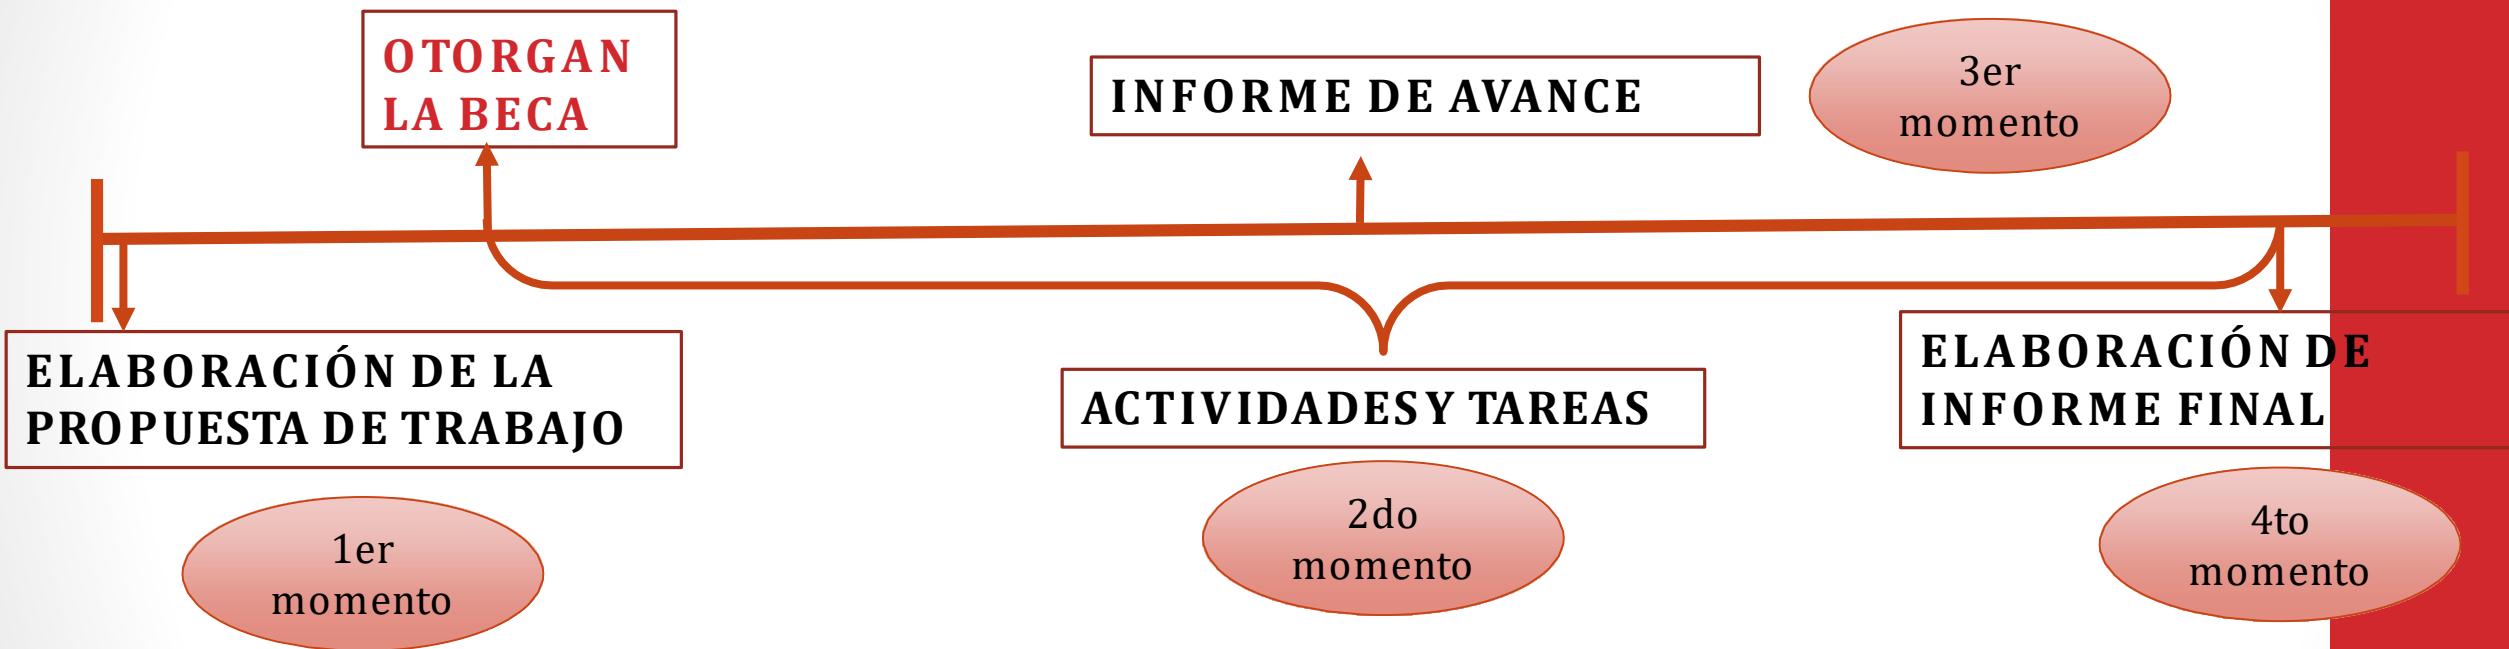 OTORGAN
LA BECA
INFORME DE AVANCE
3er
momento
ELABORACIÓN DE LA
PROPUESTA DE TRABAJO
1er
momento
ACTIVIDADES Y TAREAS
2do
momento
ELABORACIÓN DE
INFORME FINAL
4to
momento